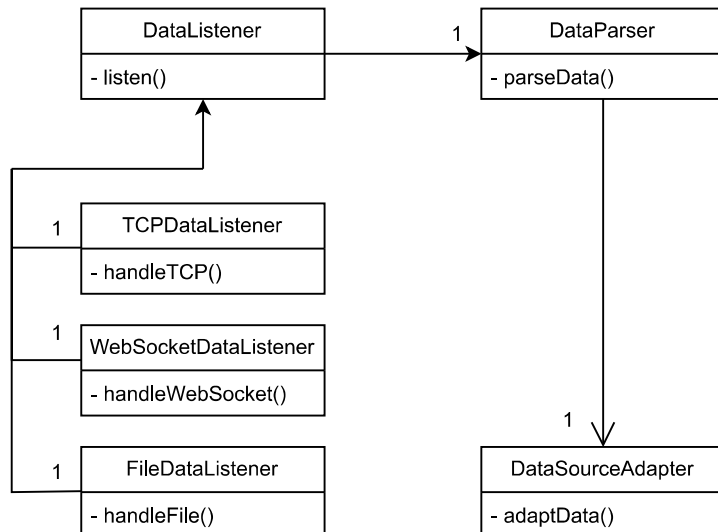 DataListener
- listen()
1
DataParser
- parseData()
1
TCPDataListener
- handleTCP()
1
WebSocketDataListener
- handleWebSocket()
1
FileDataListener
- handleFile()
1
DataSourceAdapter
- adaptData()